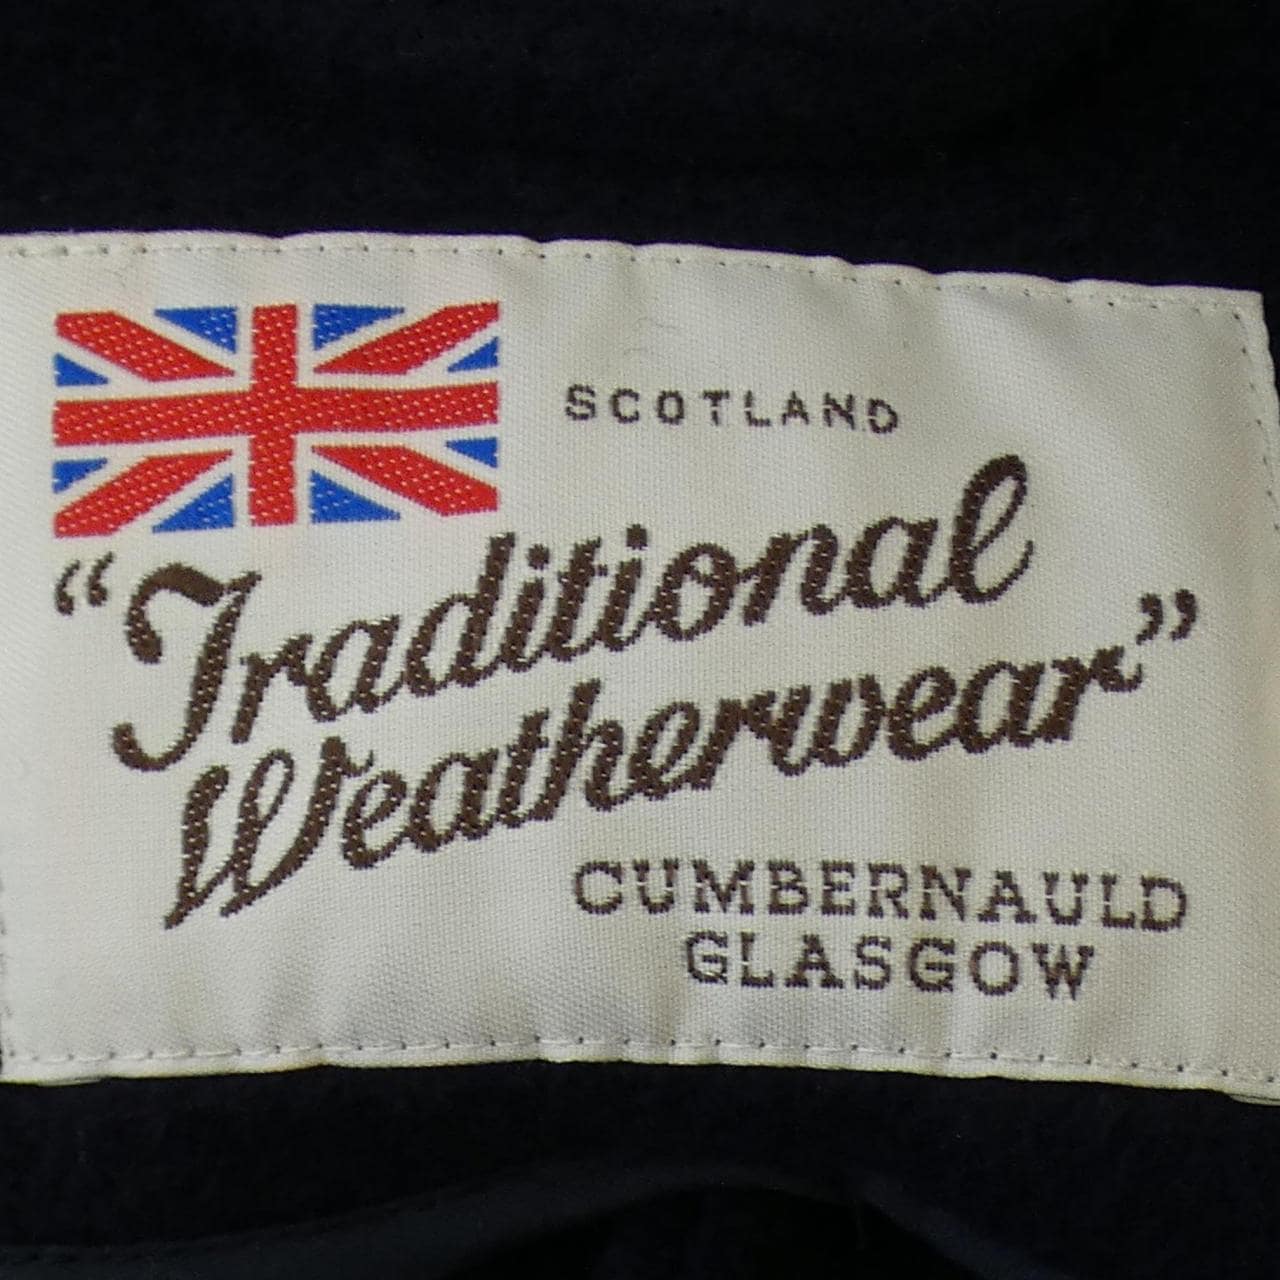 SCOTLAND
“Traditional
Weatherwear”
CUMBERNAULD
GLASGOW